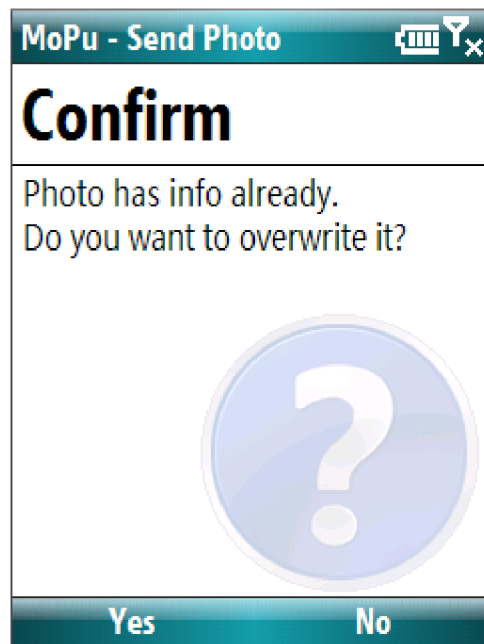 MoPu - Send Photo
Confirm
Photo has info already.
Do you want to overwrite it?
Yes No